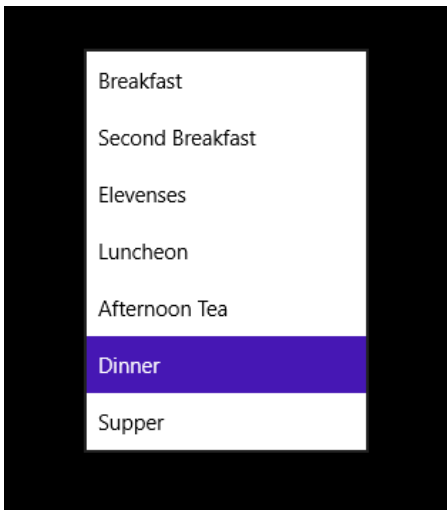 Breakfast
Second Breakfast
Elevenses
Luncheon
Afternoon Tea
Dinner
Supper